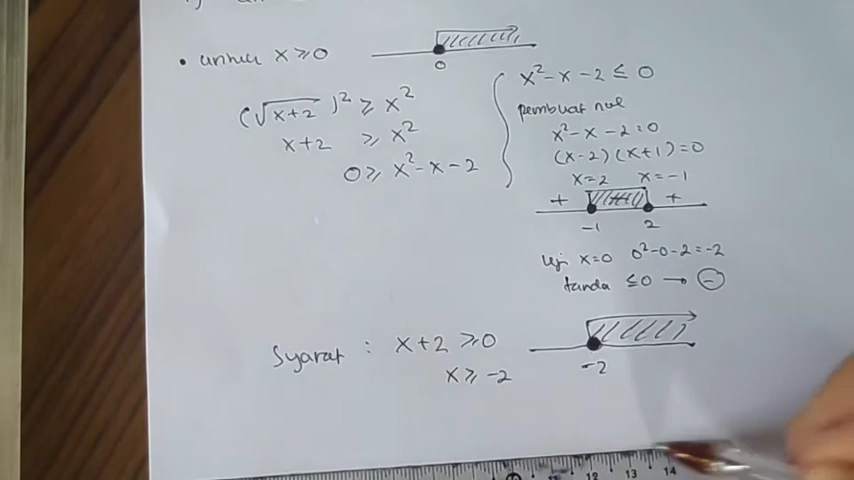 • untuk x ≥ 0
0
(√x+2)² ≥ x²
x+2 ≥ x²
0 ≥ x² - x - 2
x² - x - 2 ≤ 0
pembuat nol
x² - x - 2 = 0
(x-2)(x+1) = 0
x = 2 x = -1
+ +
-1 2
Uji x=0 0²-0-2 = -2
tanda ≤ 0 → (-)
Syarat : x+2 ≥ 0
x ≥ -2
-2
12 13 14